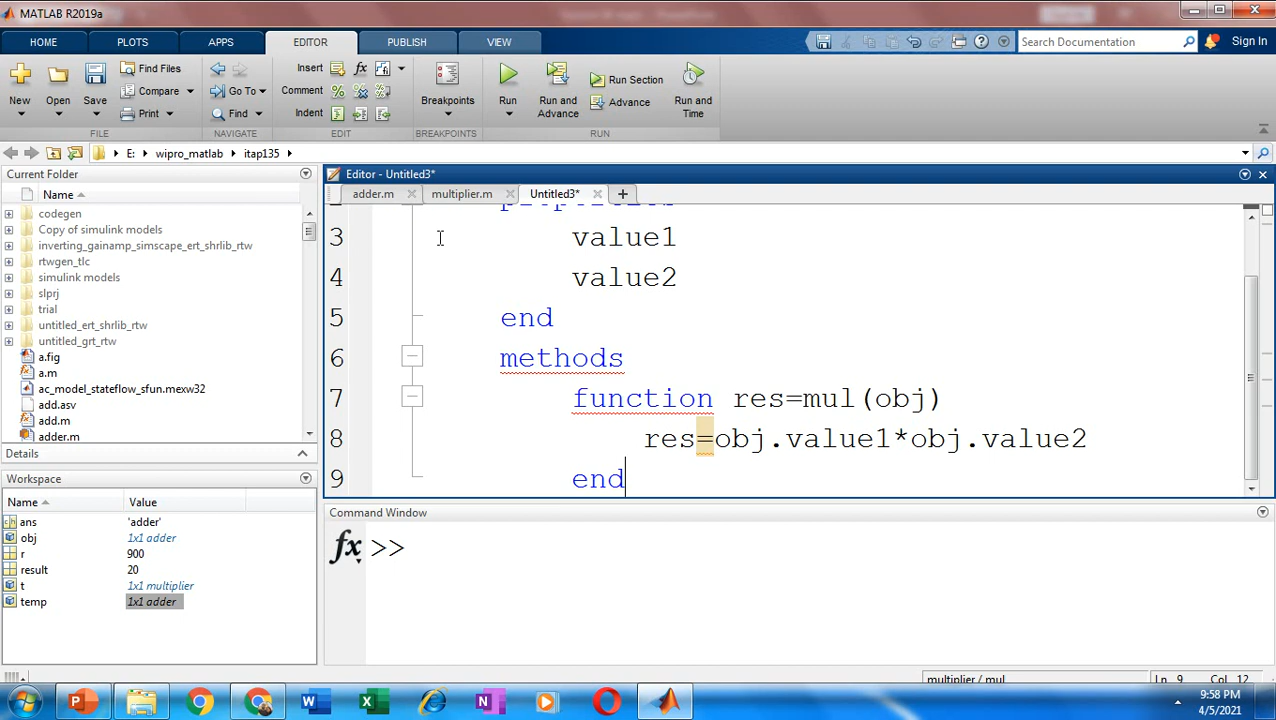 MATLAB R2019a
HOME PLOTS APPS EDITOR PUBLISH VIEW
Search Documentation
Sign In
New Open Save
Find Files
Compare
Print
Go To
Find
Insert fx
Comment
Indent
Breakpoints
Run Run and Advance
Run Section
Advance
Run and Time
FILE NAVIGATE EDIT BREAKPOINTS RUN
E: wipro_matlab itap135
Current Folder
Name
codegen
Copy of simulink models
inverting_gainamp_simscape_ert_shrlib_rtw
rtwgen_tlc
simulink models
slprj
trial
untitled_ert_shrlib_rtw
untitled_grt_rtw
a.fig
a.m
ac_model_stateflow_sfun.mexw32
add.asv
add.m
adder.m
Details
Workspace
Name Value
ans 'adder'
obj 1x1 adder
r 900
result 20
t 1x1 multiplier
temp 1x1 adder
Editor - Untitled3*
adder.m multiplier.m Untitled3*
3 value1
4 value2
5 end
6 methods
7 function res=mul(obj)
8 res=obj.value1*obj.value2
9 end
Command Window
fx >>
multiplier / mul Ln 9 Col 12
9:58 PM
4/5/2021